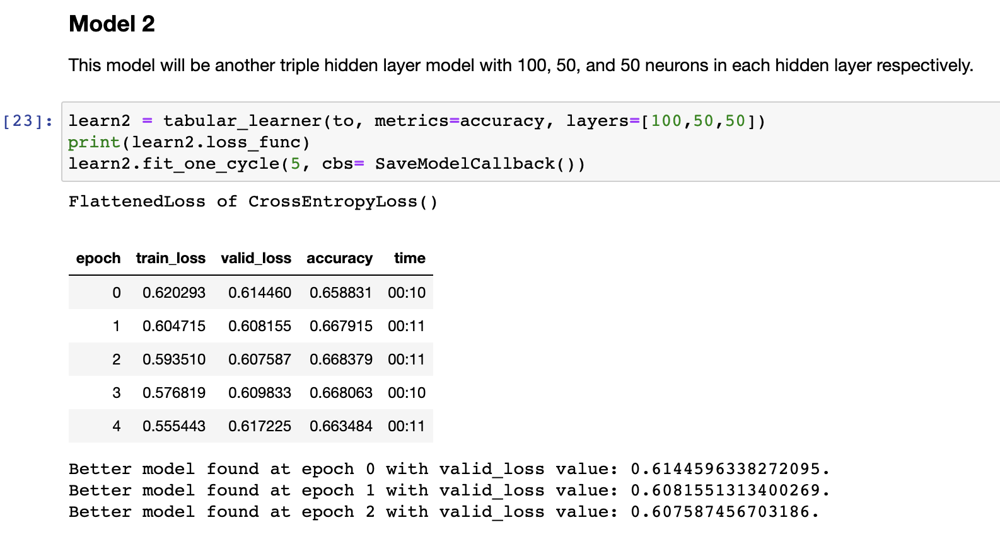 Model 2
This model will be another triple hidden layer model with 100, 50, and 50 neurons in each hidden layer respectively.
[23]: learn2 = tabular_learner(to, metrics=accuracy, layers=[100,50,50])
print(learn2.loss_func)
learn2.fit_one_cycle(5, cbs= SaveModelCallback())
FlattenedLoss of CrossEntropyLoss()
epoch train_loss valid_loss accuracy time
0 0.620293 0.614460 0.658831 00:10
1 0.604715 0.608155 0.667915 00:11
2 0.593510 0.607587 0.668379 00:11
3 0.576819 0.609833 0.668063 00:10
4 0.555443 0.617225 0.663484 00:11
Better model found at epoch 0 with valid_loss value: 0.6144596338272095.
Better model found at epoch 1 with valid_loss value: 0.6081551313400269.
Better model found at epoch 2 with valid_loss value: 0.607587456703186.